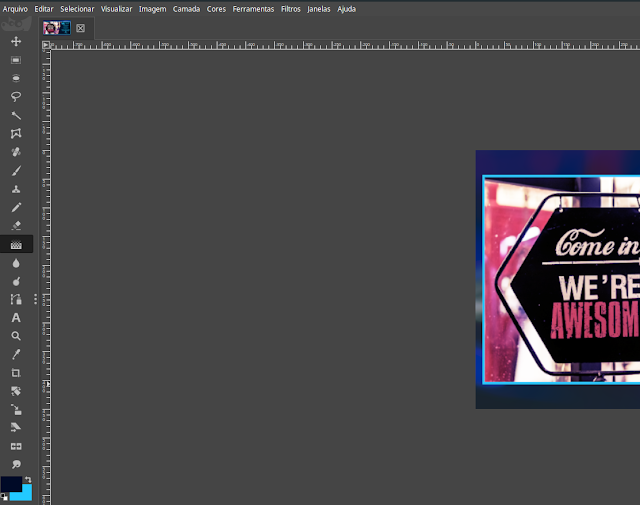 Arquivo Editar Selecionar Visualizar Imagem Camada Cores Ferramentas Filtros Janelas Ajuda
Come in
WE'RE
AWESOM